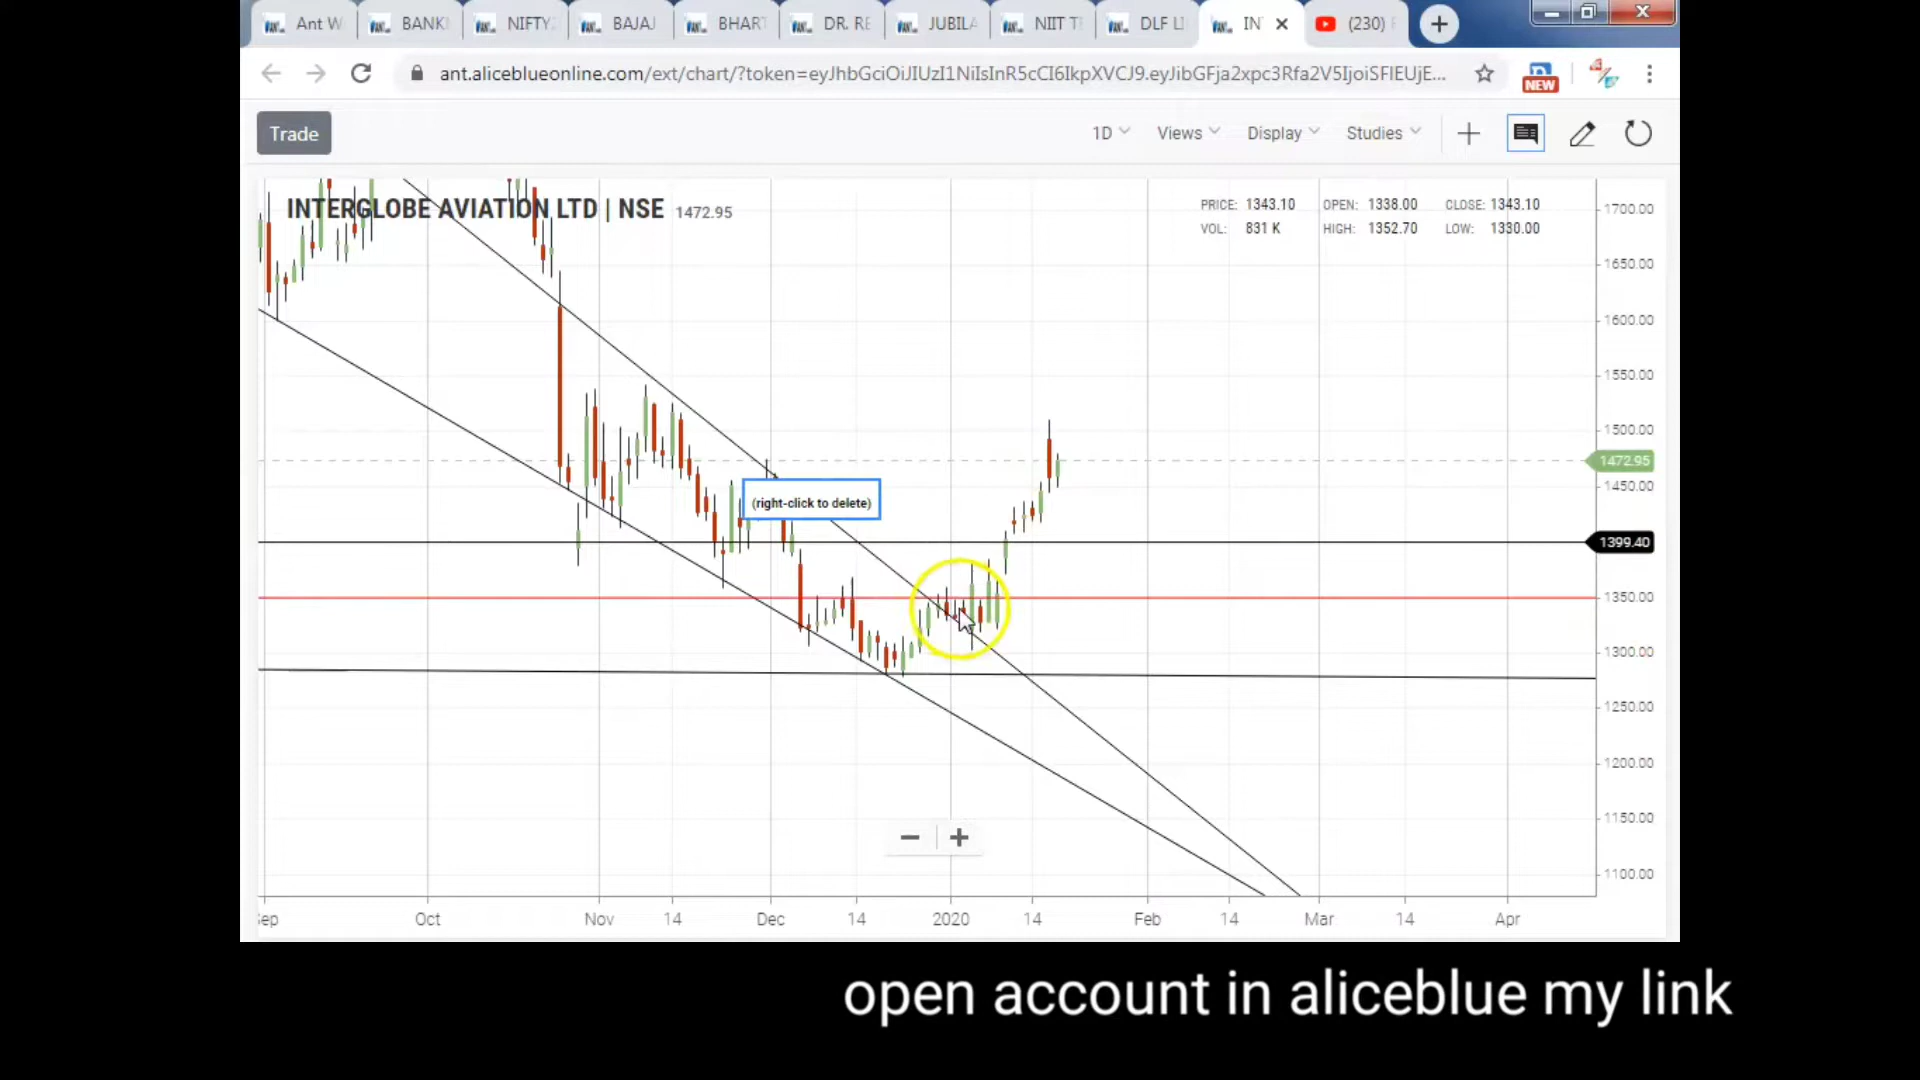 Ant W
BANK
NIFTY
BAJAJ
BHART
DR. RE
JUBILA
NIIT T
DLF LI
IN
(230)
ant.aliceblueonline.com/ext/chart/?token=eyJhbGciOiJIUzI1NiIsInR5cCI6IkpXVCJ9.eyJibGFja2xpc3Rfa2V5IjoiSFlEUjE...
NEW
Trade
1D
Views
Display
Studies
INTERGLOBE AVIATION LTD | NSE 1472.95
PRICE: 1343.10 OPEN: 1338.00 CLOSE: 1343.10
VOL: 831 K HIGH: 1352.70 LOW: 1330.00
1700.00
1650.00
1600.00
1550.00
1500.00
1472.95
1450.00
(right-click to delete)
1399.40
1350.00
1300.00
1250.00
1200.00
1150.00
1100.00
Sep Oct Nov 14 Dec 14 2020 14 Feb 14 Mar 14 Apr
open account in aliceblue my link